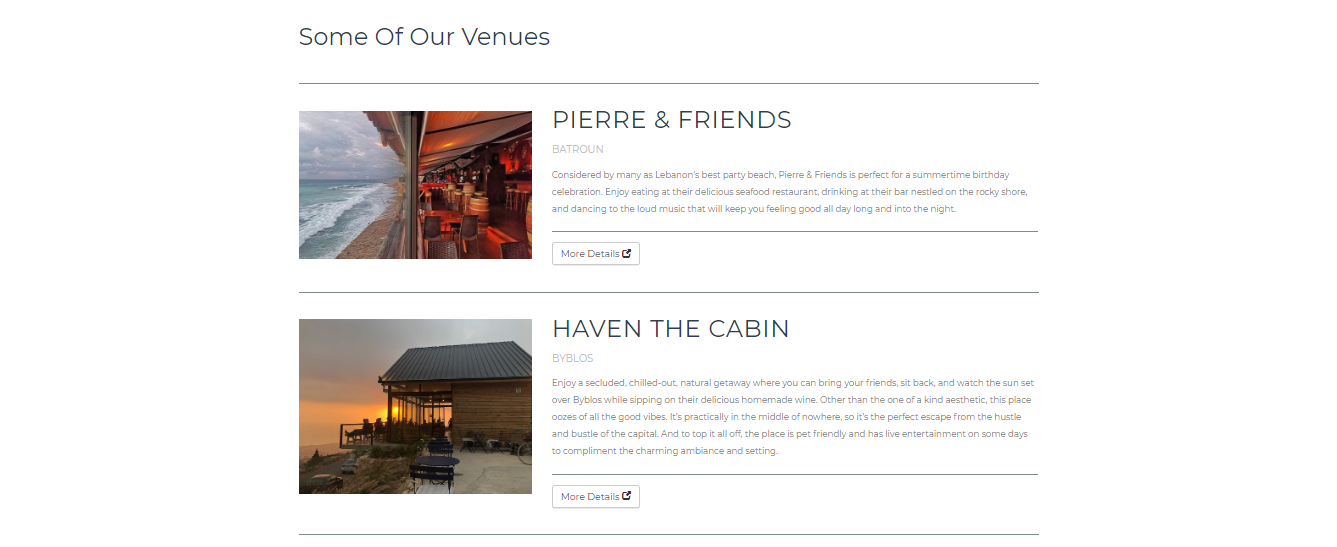 Some Of Our Venues
PIERRE & FRIENDS
BATROUN
Considered by many as Lebanon's best party beach, Pierre & Friends is perfect for a summertime birthday
celebration. Enjoy eating at their delicious seafood restaurant, drinking at their bar nestled on the rocky shore,
and dancing to the loud music that will keep you feeling good all day long and into the night.
More Details
HAVEN THE CABIN
BYBLOS
Enjoy a secluded, chilled-out, natural getaway where you can bring your friends, sit back, and watch the sun set
over Byblos while sipping on their delicious homemade wine. Other than the one of a kind aesthetic, this place
oozes of all the good vibes. It's practically in the middle of nowhere, so it's the perfect escape from the hustle
and bustle of the capital. And to top it all off, the place is pet friendly and has live entertainment on some days
to compliment the charming ambiance and setting.
More Details